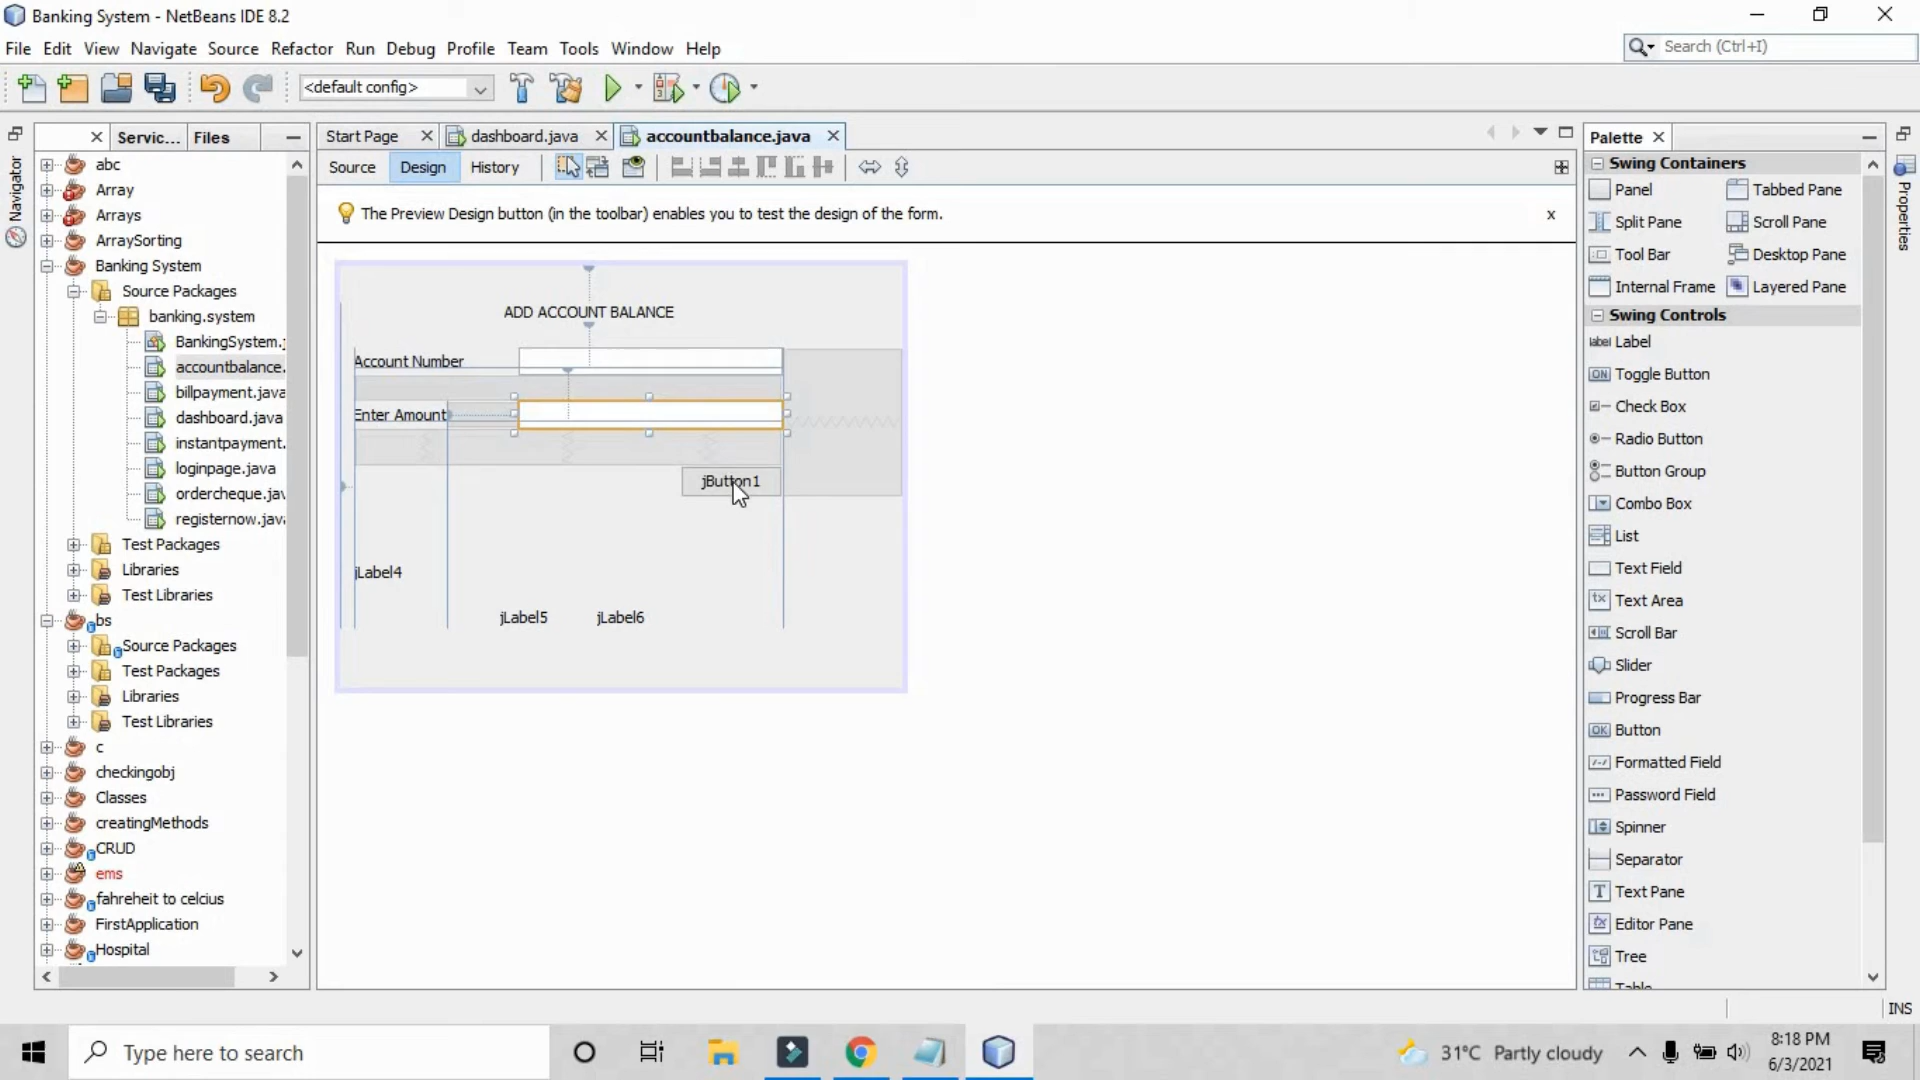 Banking System - NetBeans IDE 8.2
File Edit View Navigate Source Refactor Run Debug Profile Team Tools Window Help
Search (Ctrl+I)
<default config>
Servic... Files
Start Page dashboard.java accountbalance.java
Palette
Source Design History
Navigator
Properties
The Preview Design button (in the toolbar) enables you to test the design of the form.
x
abc
Array
Arrays
ArraySorting
Banking System
Source Packages
banking.system
BankingSystem.j
accountbalance.
billpayment.java
dashboard.java
instantpayment.
loginpage.java
ordercheque.jav
registernow.java
Test Packages
Libraries
Test Libraries
bs
Source Packages
Test Packages
Libraries
Test Libraries
c
checkingobj
Classes
creatingMethods
CRUD
ems
fahreheit to celcius
FirstApplication
Hospital
ADD ACCOUNT BALANCE
Account Number
Enter Amount
jButton1
jLabel4
jLabel5 jLabel6
Swing Containers
Panel Tabbed Pane
Split Pane Scroll Pane
Tool Bar Desktop Pane
Internal Frame Layered Pane
Swing Controls
label Label
ON Toggle Button
Check Box
Radio Button
Button Group
Combo Box
List
Text Field
Text Area
Scroll Bar
Slider
Progress Bar
OK Button
Formatted Field
Password Field
Spinner
Separator
T Text Pane
Editor Pane
Tree
Table
INS
Type here to search
31°C Partly cloudy
8:18 PM
6/3/2021